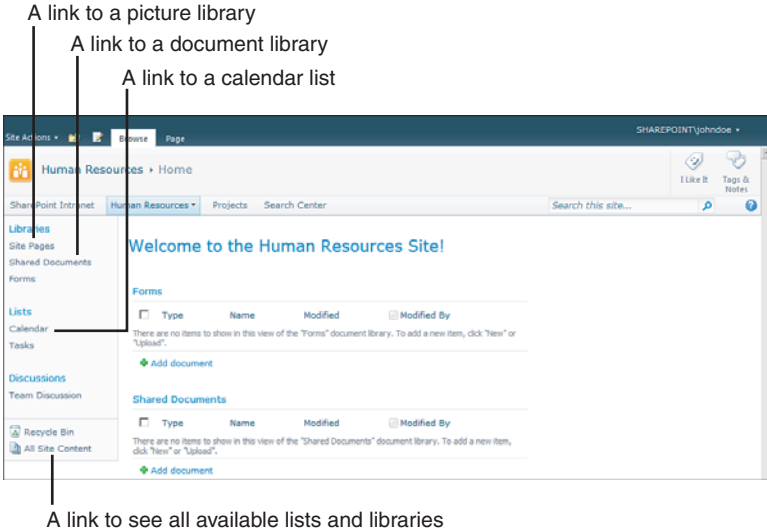 A link to a picture library
A link to a document library
A link to a calendar list
SHAREPOINT\johndoe
Site Actions Browse Page
Human Resources › Home
I Like It Tags & Notes
SharePoint Intranet Human Resources Projects Search Center Search this site...
Libraries
Site Pages
Shared Documents
Forms
Lists
Calendar
Tasks
Discussions
Team Discussion
Recycle Bin
All Site Content
Welcome to the Human Resources Site!
Forms
Type Name Modified Modified By
There are no items to show in this view of the "Forms" document library. To add a new item, click "New" or
"Upload".
Add document
Shared Documents
Type Name Modified Modified By
There are no items to show in this view of the "Shared Documents" document library. To add a new item,
click "New" or "Upload".
Add document
A link to see all available lists and libraries